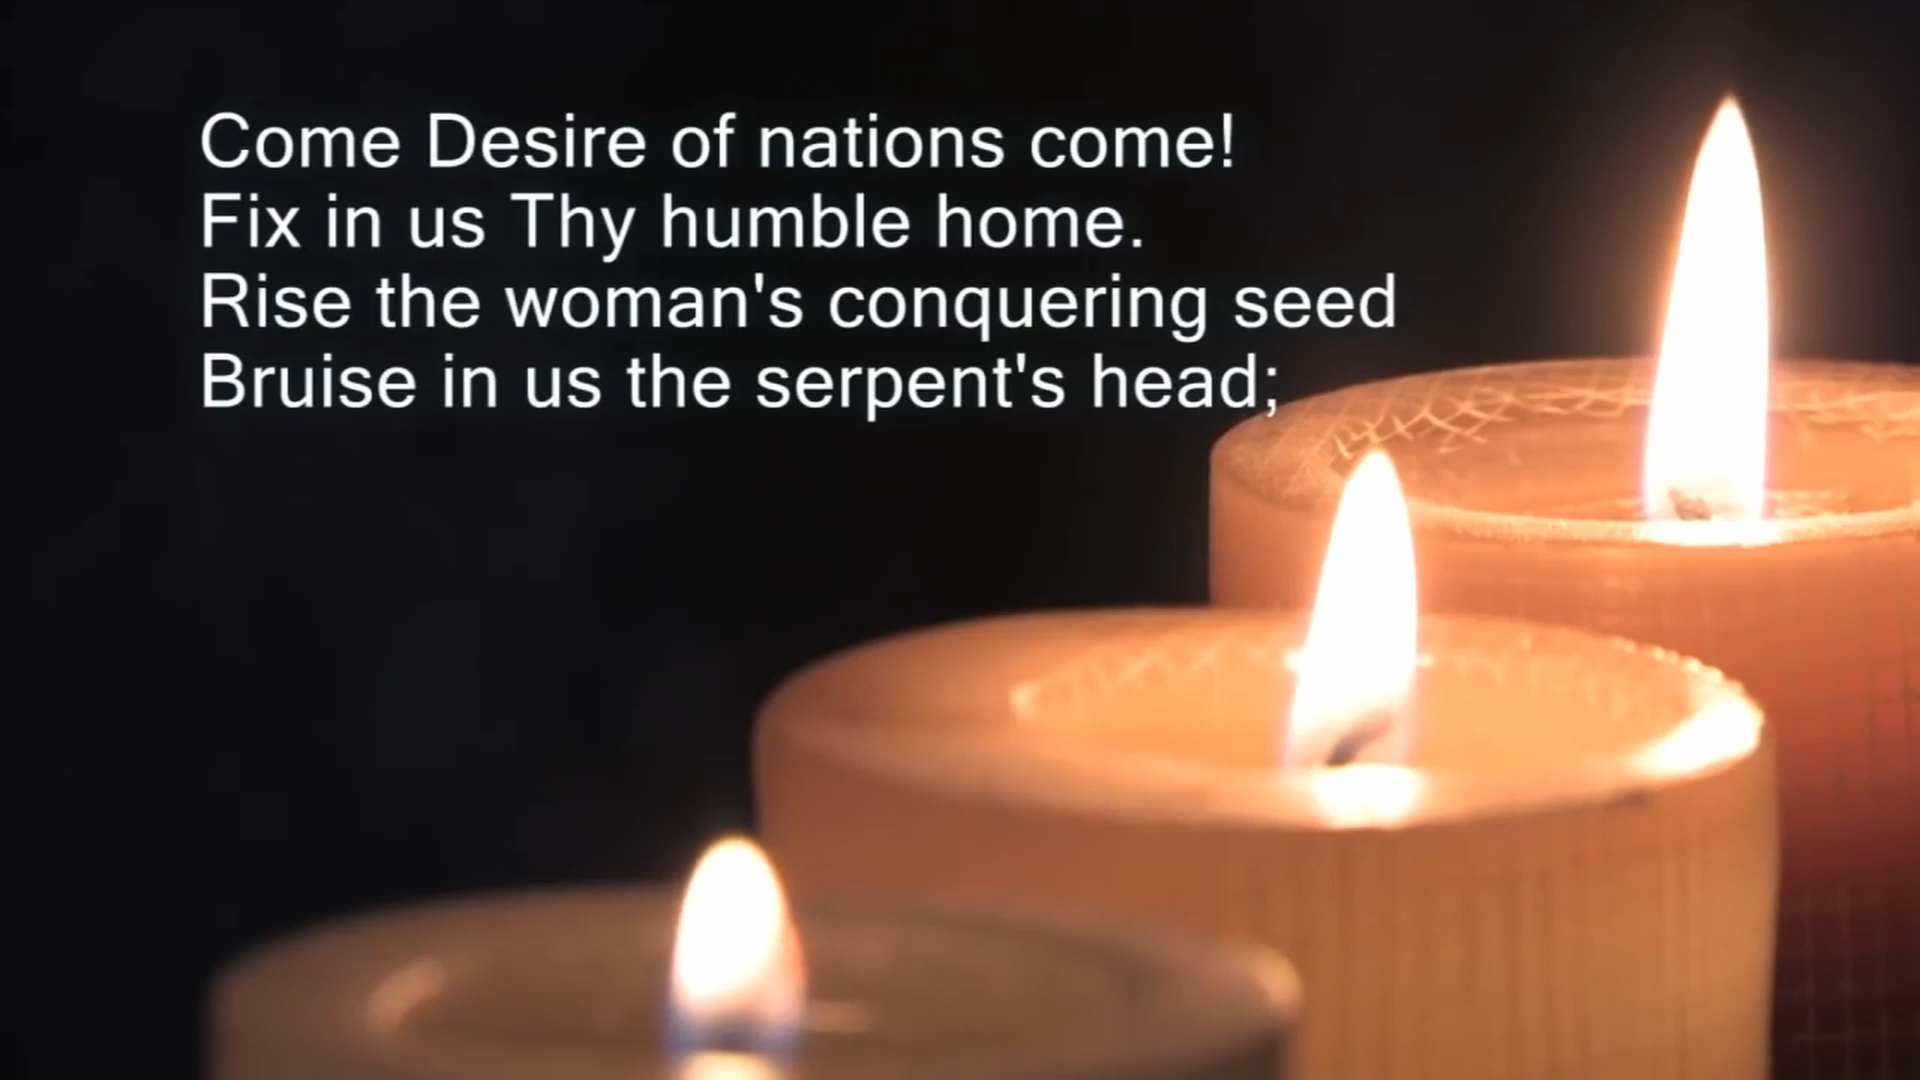 Come Desire of nations come!
Fix in us Thy humble home.
Rise the woman's conquering seed
Bruise in us the serpent's head;